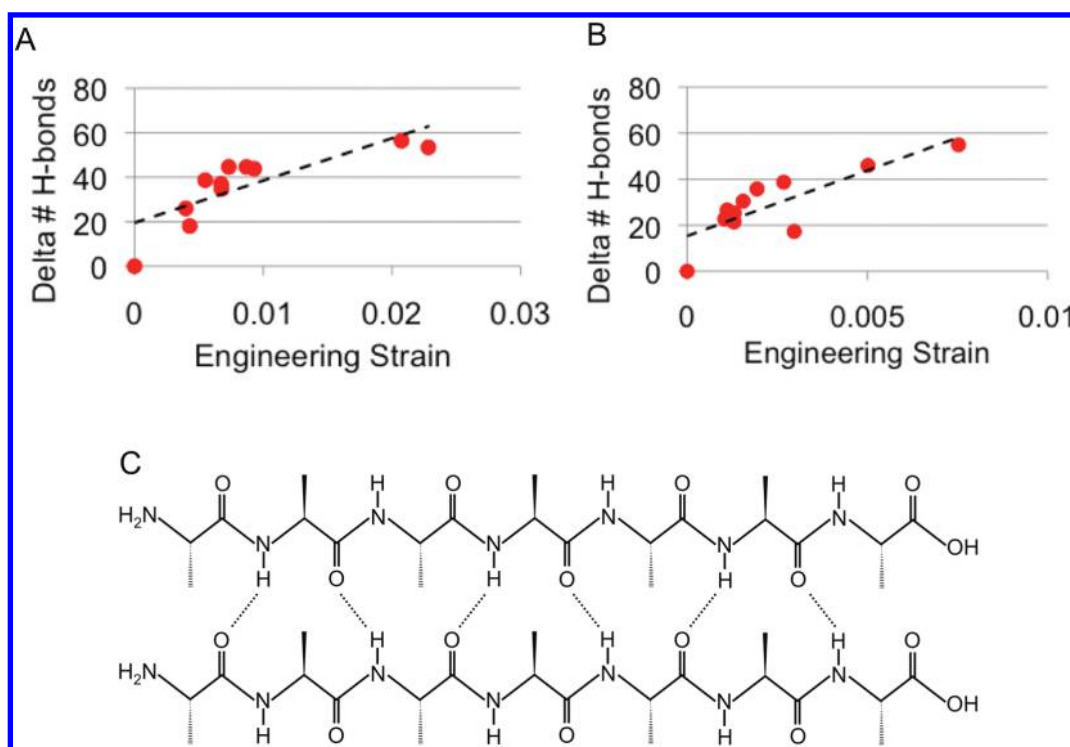 A
B
Delta # H-bonds
80
60
40
20
0
0 0.01 0.02 0.03
Engineering Strain
Delta # H-bonds
80
60
40
20
0
0 0.005 0.01
Engineering Strain
C
O H O H O H O
H₂N N N N N N N OH
H O H O H O
O H O H O H O
H₂N N N N N N N OH
H O H O H O